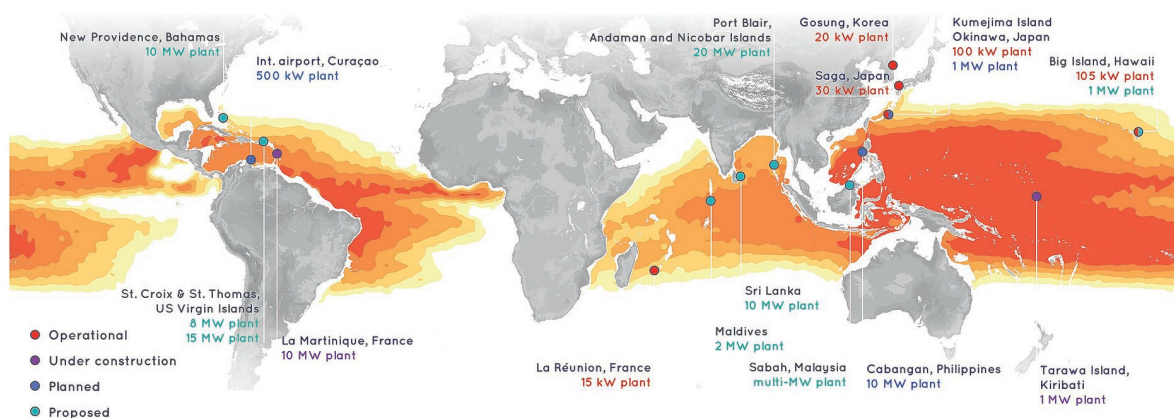 New Providence, Bahamas
10 MW plant
Int. airport, Curaçao
500 kW plant
Port Blair,
Andaman and Nicobar Islands
20 MW plant
Gosung, Korea
20 kW plant
Saga, Japan
30 kW plant
Kumejima Island
Okinawa, Japan
100 kW plant
1 MW plant
Big Island, Hawaii
105 kW plant
1 MW plant
St. Croix & St. Thomas,
US Virgin Islands
8 MW plant
15 MW plant
La Martinique, France
10 MW plant
Sri Lanka
10 MW plant
Maldives
2 MW plant
La Réunion, France
15 kW plant
Sabah, Malaysia
multi-MW plant
Cabangan, Philippines
10 MW plant
Tarawa Island,
Kiribati
1 MW plant
Operational
Under construction
Planned
Proposed